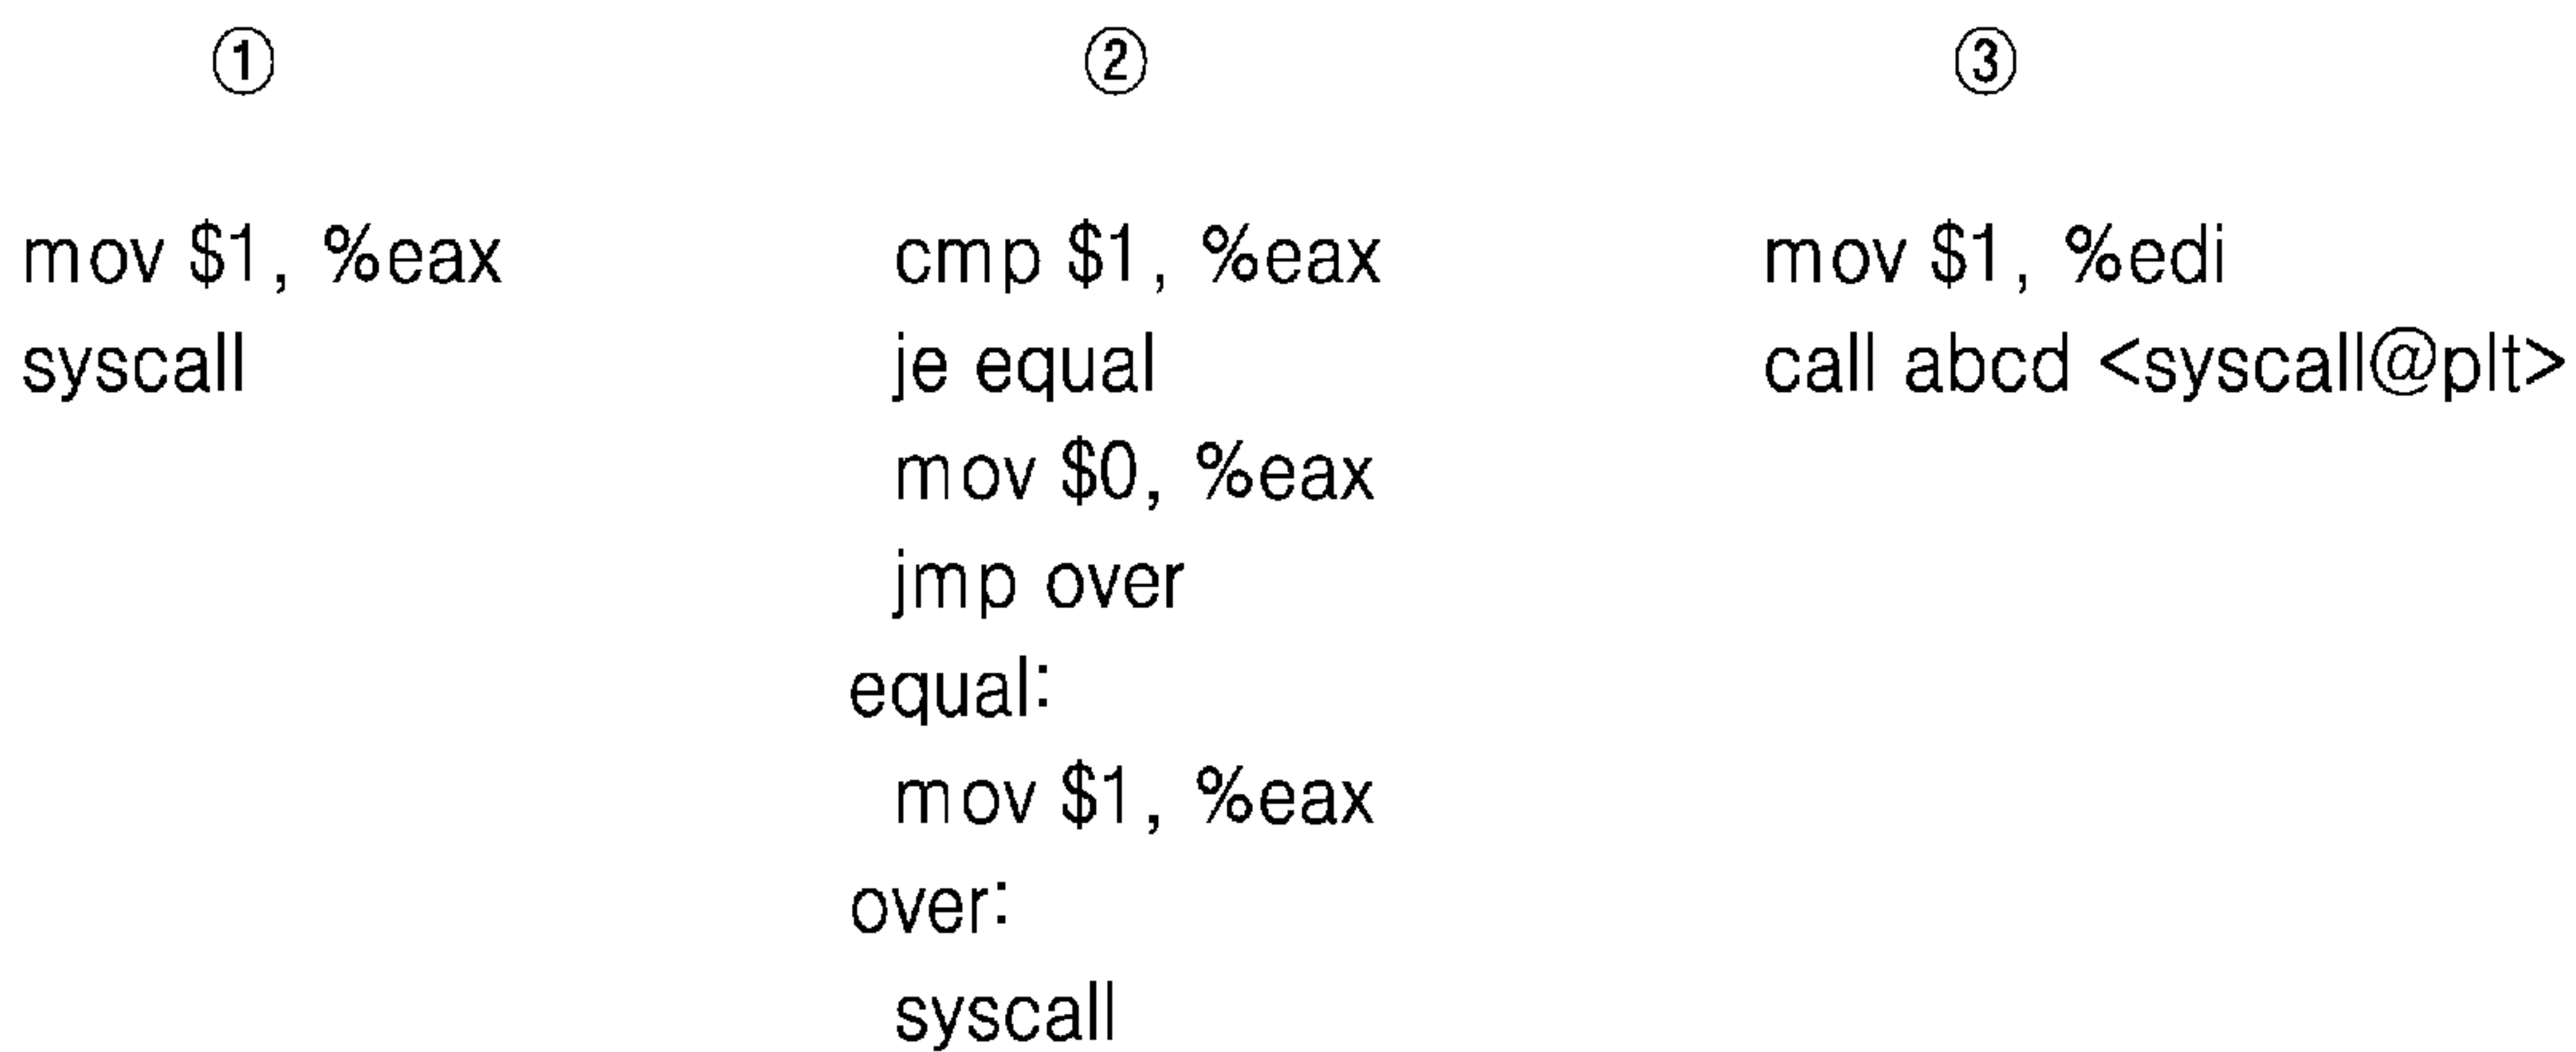 ①
mov $1, %eax
syscall
②
cmp $1, %eax
je equal
mov $0, %eax
jmp over
equal:
mov $1, %eax
over:
syscall
③
mov $1, %edi
call abcd <syscall@plt>